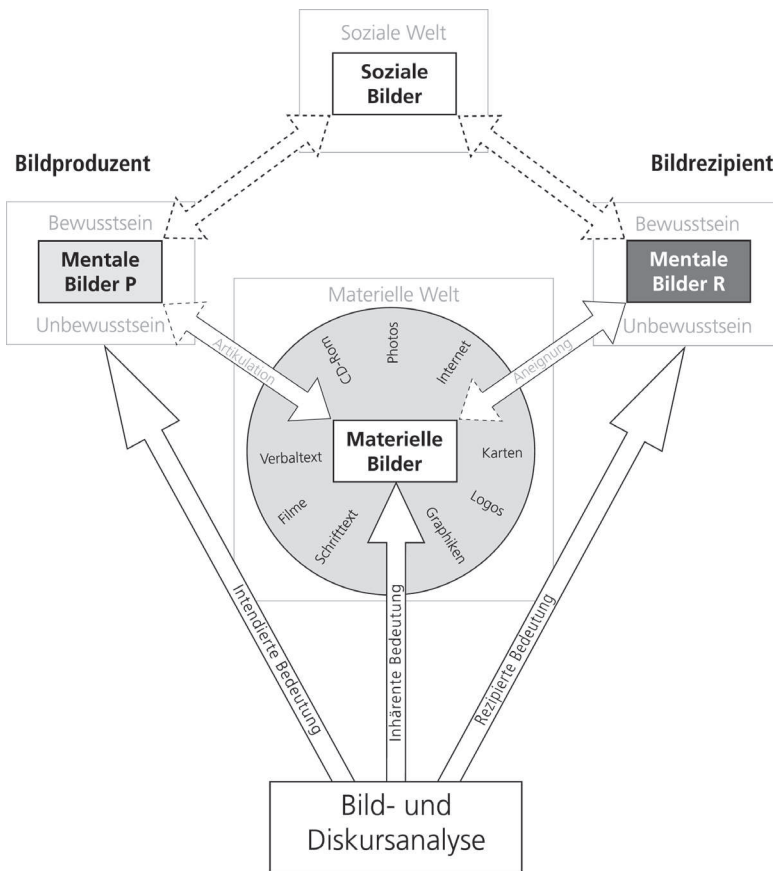 Soziale Welt
Soziale
Bilder
Bildproduzent
Bildrezipient
Bewusstsein
Mentale
Bilder P
Unbewusstsein
Bewusstsein
Mentale
Bilder R
Unbewusstsein
Artikulation
Aneignung
Materielle Welt
CD-Rom
Photos
Internet
Verbaltext
Materielle
Bilder
Karten
Filme
Logos
Schrifttext
Graphiken
Intendierte Bedeutung
Inhärente Bedeutung
Rezipierte Bedeutung
Bild- und
Diskursanalyse